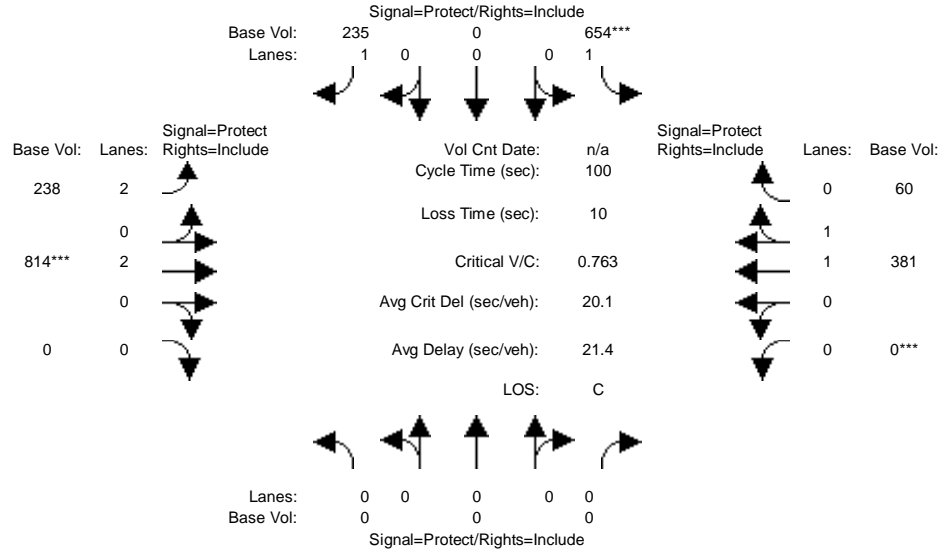 Signal=Protect/Rights=Include
Base Vol: 235 0 654***
Lanes: 1 0 0 0 1
Signal=Protect Signal=Protect
Base Vol: Lanes: Rights=Include Vol Cnt Date: n/a Rights=Include Lanes: Base Vol:
Cycle Time (sec): 100
238 2 0 60
Loss Time (sec): 10
0 1
814*** 2 Critical V/C: 0.763 1 381
0 Avg Crit Del (sec/veh): 20.1 0
0 0 Avg Delay (sec/veh): 21.4 0 0***
LOS: C
Lanes: 0 0 0 0 0
Base Vol: 0 0 0
Signal=Protect/Rights=Include